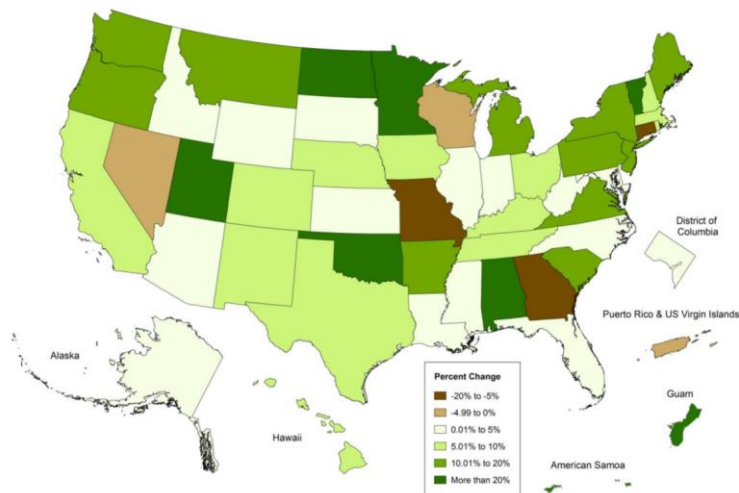 District of
Columbia
Puerto Rico & US Virgin Islands
Alaska
Percent Change
-20% to -5%
-4.99 to 0%
0.01% to 5%
5.01% to 10%
10.01% to 20%
More than 20%
Guam
Hawaii
American Samoa